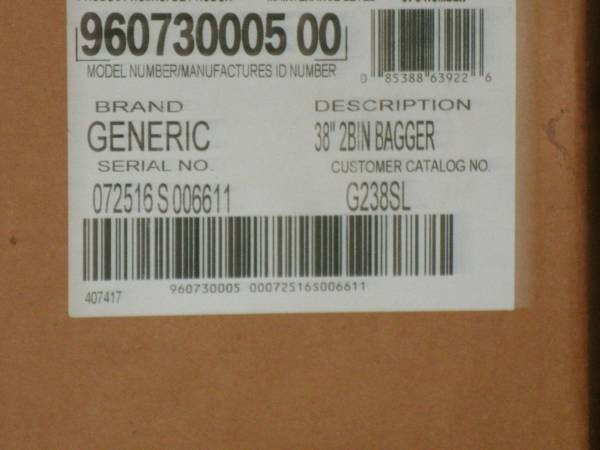 960730005 00
MODEL NUMBER/MANUFACTURES ID NUMBER
0 85388 63922 6
BRAND
DESCRIPTION
GENERIC
38" 2BIN BAGGER
SERIAL NO.
CUSTOMER CATALOG NO.
072516 S 006611
G238SL
960730005 00072516S006611
407417